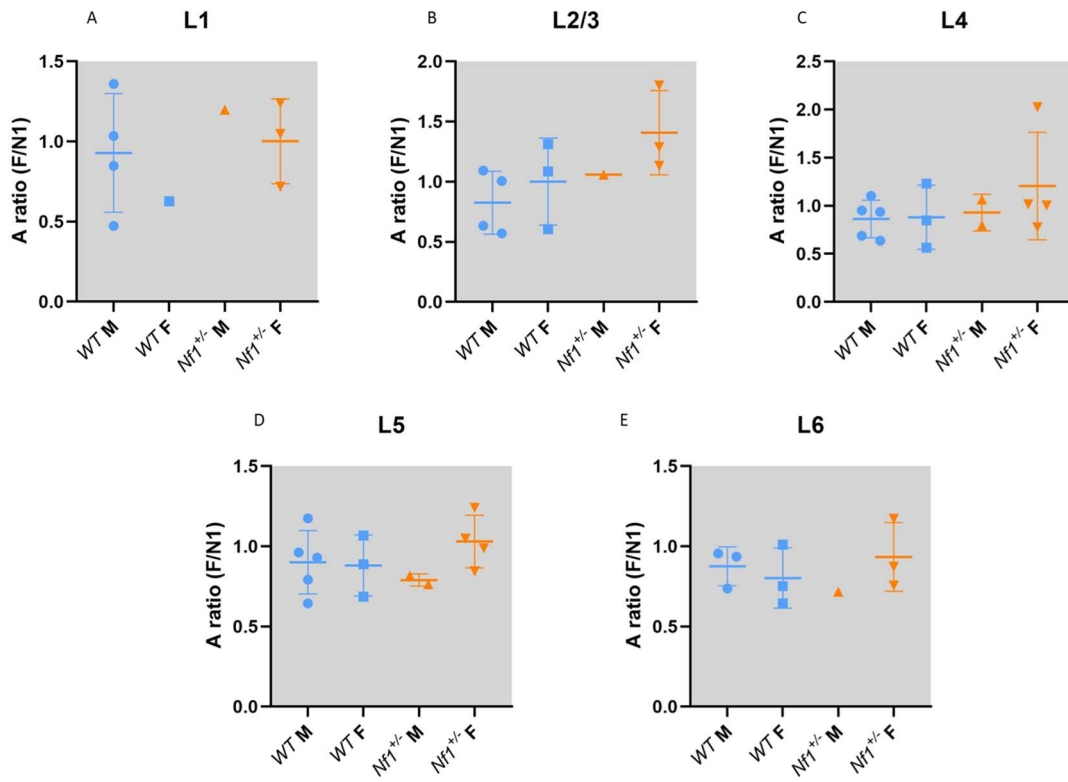 A
L1
A ratio (F/N1)
1.5
1.0
0.5
0.0
WT M
WT F
Nf1+/- M
Nf1+/- F
B
L2/3
A ratio (F/N1)
2.0
1.5
1.0
0.5
0.0
WT M
WT F
Nf1+/- M
Nf1+/- F
C
L4
A ratio (F/N1)
2.5
2.0
1.5
1.0
0.5
0.0
WT M
WT F
Nf1+/- M
Nf1+/- F
D
L5
A ratio (F/N1)
1.5
1.0
0.5
0.0
WT M
WT F
Nf1+/- M
Nf1+/- F
E
L6
A ratio (F/N1)
1.5
1.0
0.5
0.0
WT M
WT F
Nf1+/- M
Nf1+/- F